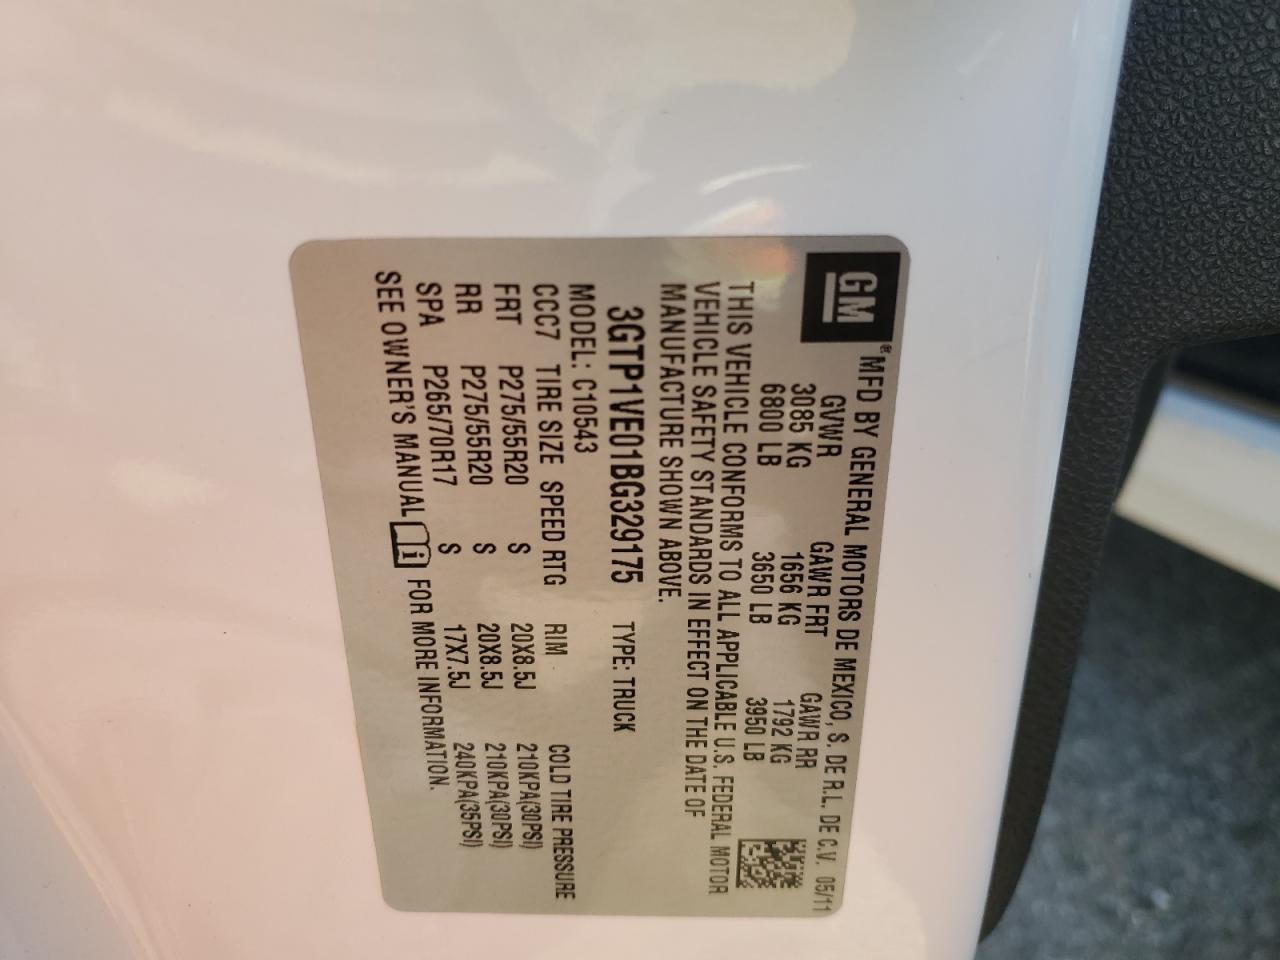 GM®
MFD BY GENERAL MOTORS DE MEXICO, S. DE R.L. DE C.V. 05/11
GVWR GAWR FRT GAWR RR
3085 KG 1656 KG 1792 KG
6800 LB 3650 LB 3950 LB
THIS VEHICLE CONFORMS TO ALL APPLICABLE U.S. FEDERAL MOTOR
VEHICLE SAFETY STANDARDS IN EFFECT ON THE DATE OF
MANUFACTURE SHOWN ABOVE.
3GTP1VE01BG329175 TYPE: TRUCK
MODEL: C10543
CCC7 TIRE SIZE SPEED RTG RIM COLD TIRE PRESSURE
FRT P275/55R20 S 20X8.5J 210KPA(30PSI)
RR P275/55R20 S 20X8.5J 210KPA(30PSI)
SPA P265/70R17 S 17X7.5J 240KPA(35PSI)
SEE OWNER'S MANUAL i FOR MORE INFORMATION.